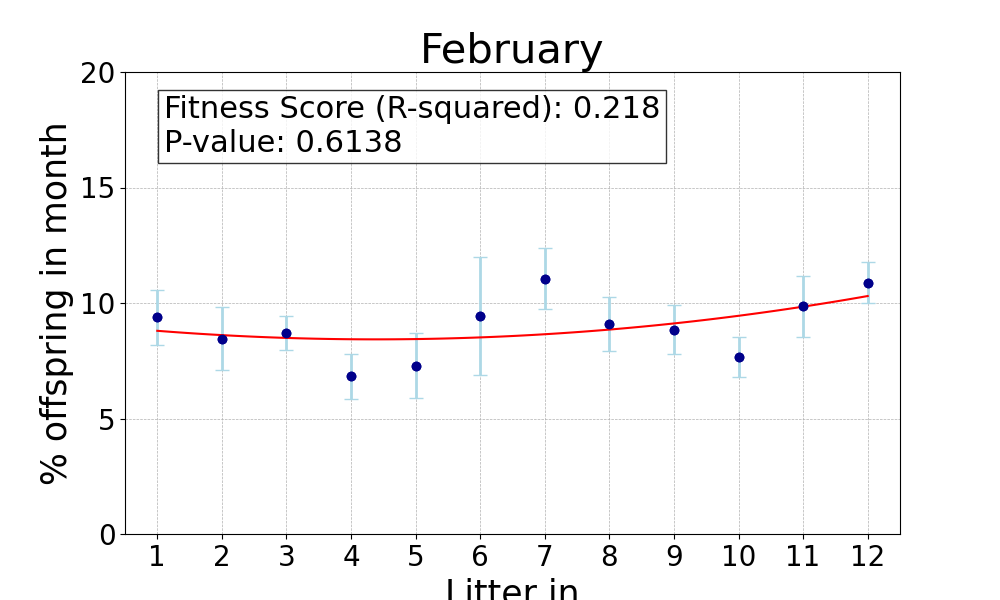 February
Fitness Score (R-squared): 0.218
P-value: 0.6138
% offspring in month
20
15
10
5
0
1 2 3 4 5 6 7 8 9 10 11 12
Litter in